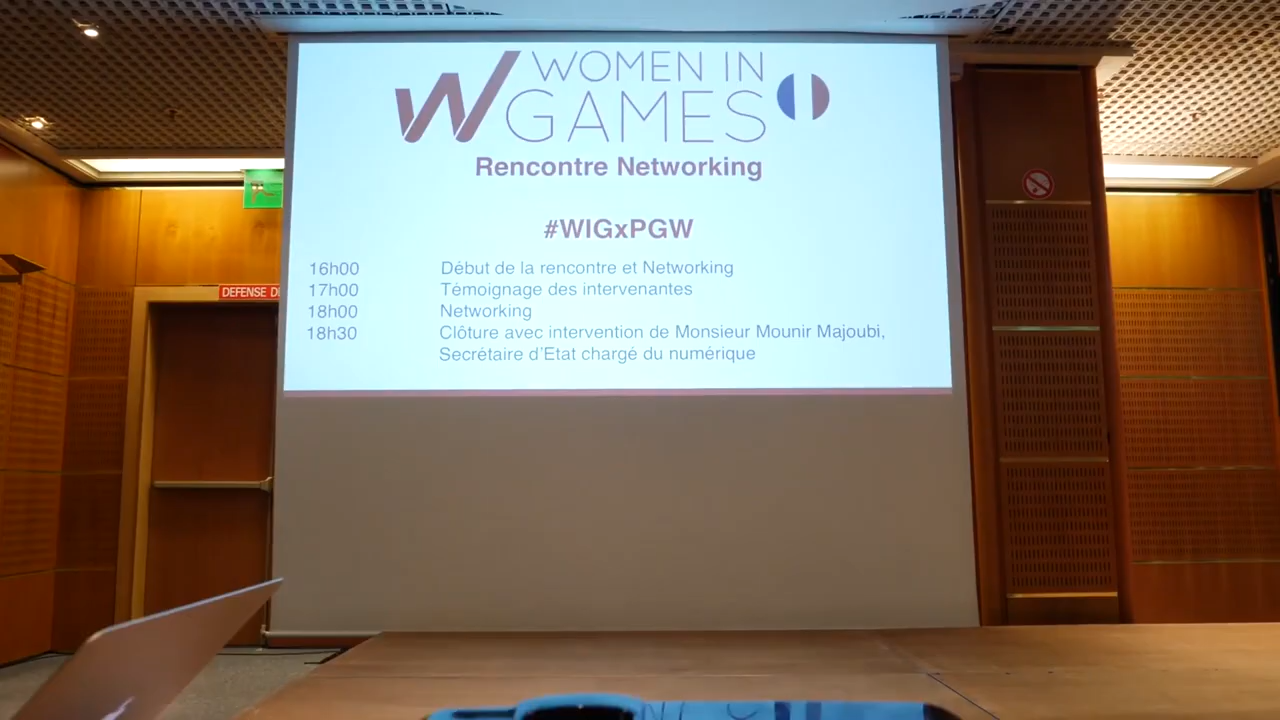 WOMEN IN
GAMES
Rencontre Networking
#WIGxPGW
16h00 Début de la rencontre et Networking
17h00 Témoignage des intervenantes
18h00 Networking
18h30 Clôture avec intervention de Monsieur Mounir Majoubi,
Secrétaire d'Etat chargé du numérique
DEFENSE